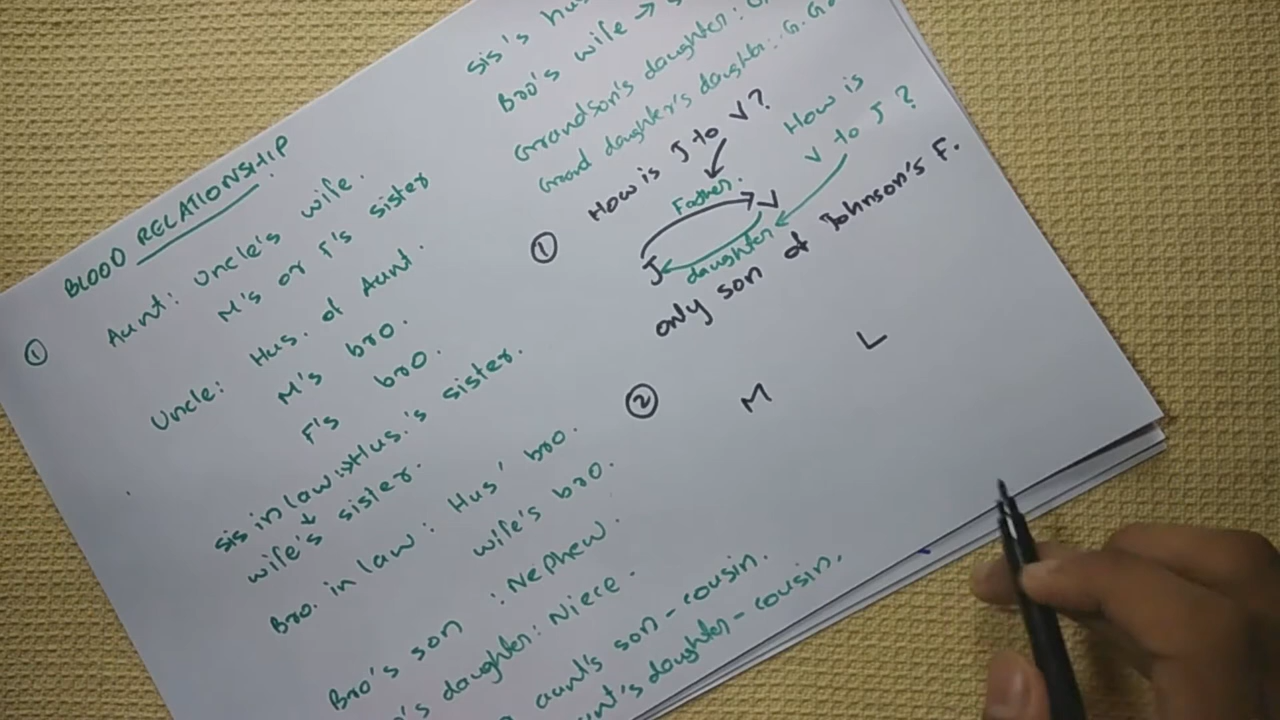 BLOOD RELATIONSHIP
① Aunt: Uncle's wife.
M's or F's sister
Uncle: Hus. of Aunt.
M's bro.
F's bro.
sis in law → Hus.'s sister.
wife's sister.
Bro. in law: Hus' bro.
wife's bro.
Bro's son : Nephew.
daughter: Niece.
aunt's son - cousin.
daughter - cousin.
sis's
Bro's wife →
Grandson's daughter:
Grand daughter's daughter: G.
① How is J to V?
How is
V to J?
Father.
J V
daughter
only son of Johnson's F.
② M L